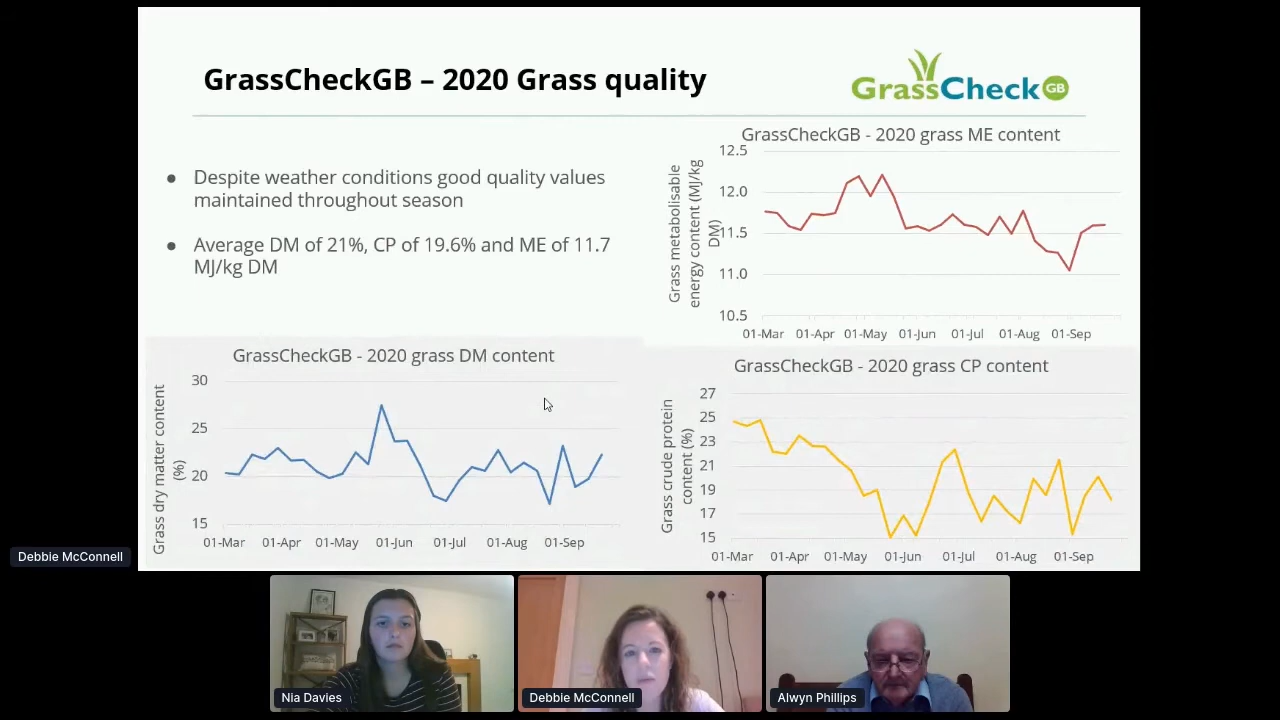 GrassCheckGB – 2020 Grass quality
GrassCheck GB
Despite weather conditions good quality values
maintained throughout season
Average DM of 21%, CP of 19.6% and ME of 11.7
MJ/kg DM
GrassCheckGB - 2020 grass ME content
Grass metabolisable
energy content (MJ/kg
DM)
12.5
12.0
11.5
11.0
10.5
01-Mar 01-Apr 01-May 01-Jun 01-Jul 01-Aug 01-Sep
GrassCheckGB - 2020 grass DM content
Grass dry matter content
(%)
30
25
20
15
01-Mar 01-Apr 01-May 01-Jun 01-Jul 01-Aug 01-Sep
GrassCheckGB - 2020 grass CP content
Grass crude protein
content (%)
27
25
23
21
19
17
15
01-Mar 01-Apr 01-May 01-Jun 01-Jul 01-Aug 01-Sep
Debbie McConnell
Nia Davies
Debbie McConnell
Alwyn Phillips